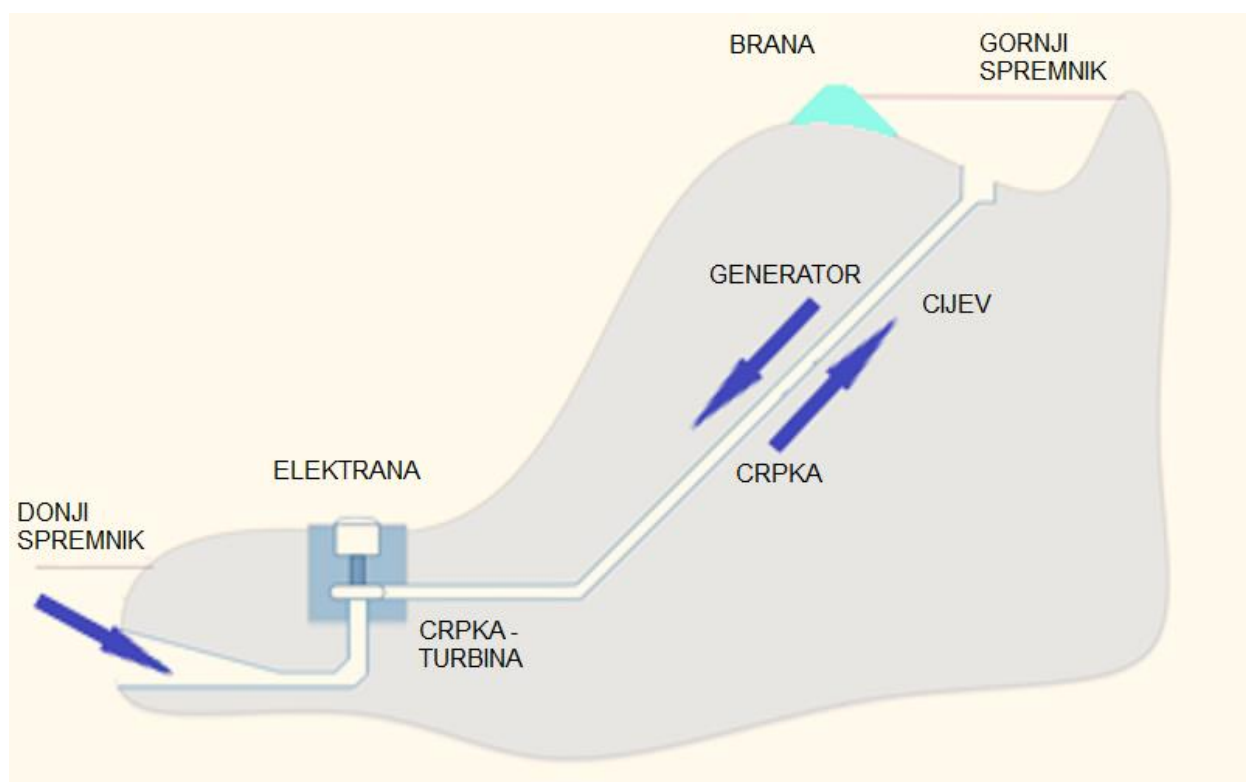 BRANA
GORNJI
SPREMNIK
GENERATOR
CIJEV
CRPKA
ELEKTRANA
DONJI
SPREMNIK
CRPKA -
TURBINA